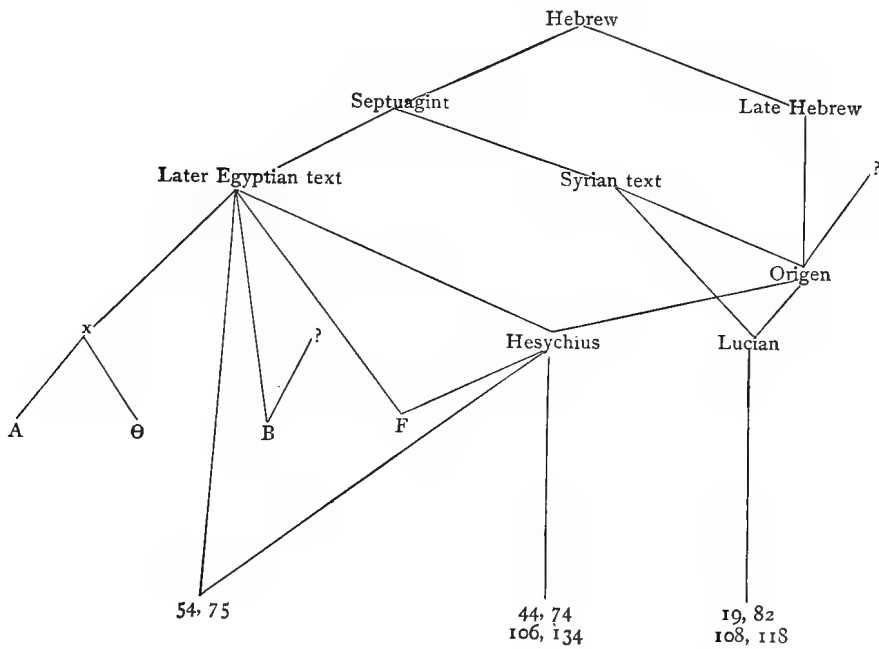 Hebrew
Septuagint
Late Hebrew
Later Egyptian text
Syrian text
?
Origen
x
?
Hesychius
Lucian
A
Θ
B
F
54, 75
44, 74
106, 134
19, 82
108, 118